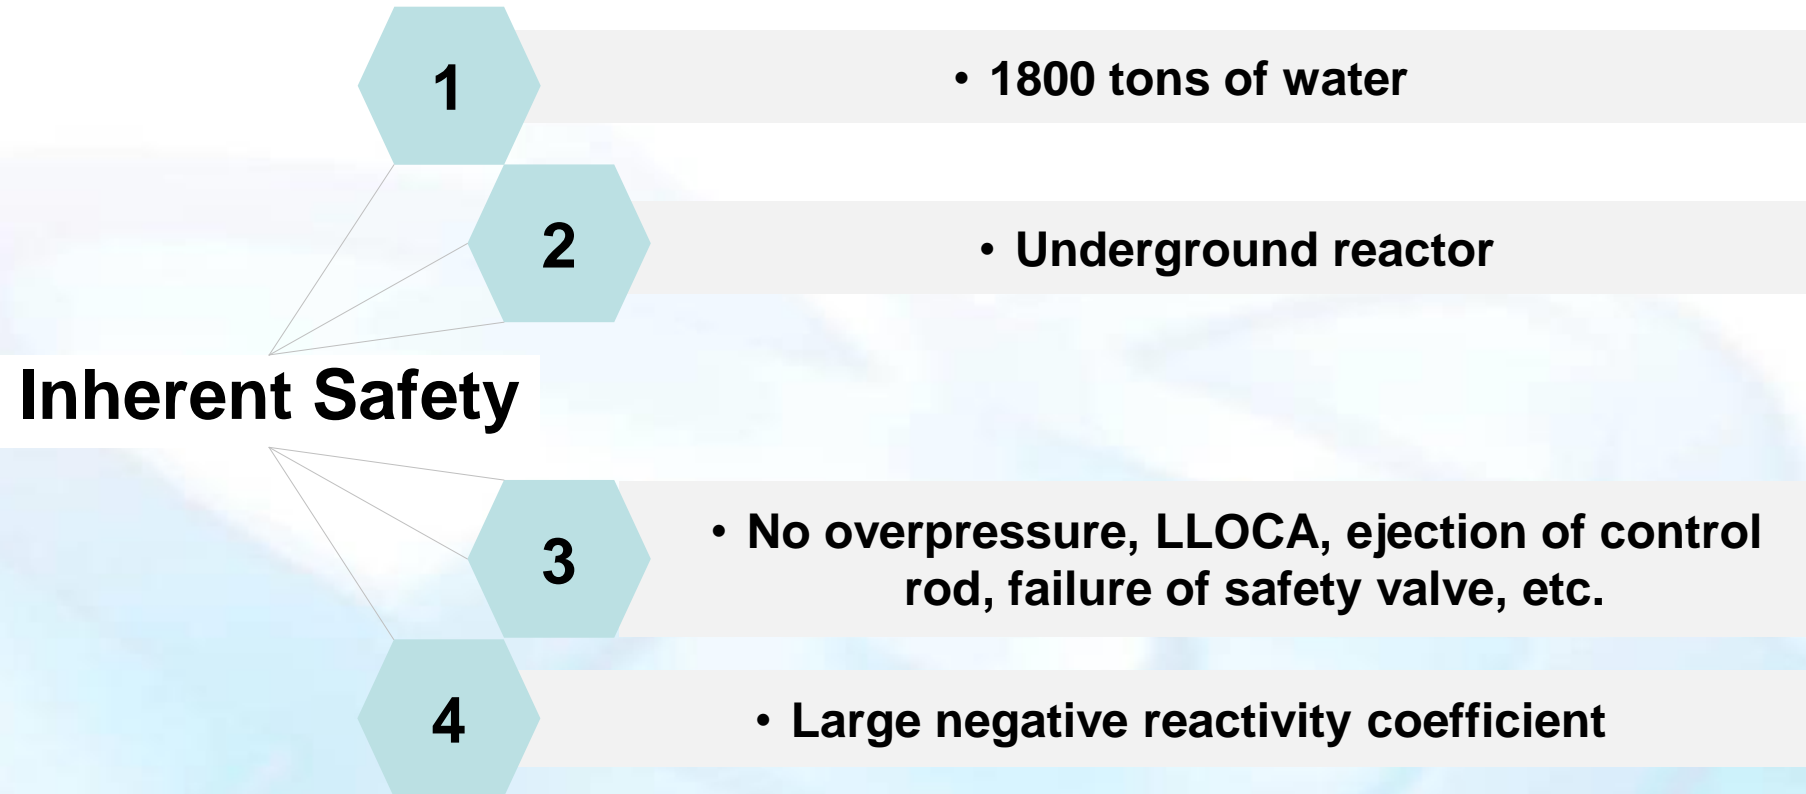 1
• 1800 tons of water
2
• Underground reactor
Inherent Safety
3
• No overpressure, LLOCA, ejection of control
rod, failure of safety valve, etc.
4
• Large negative reactivity coefficient